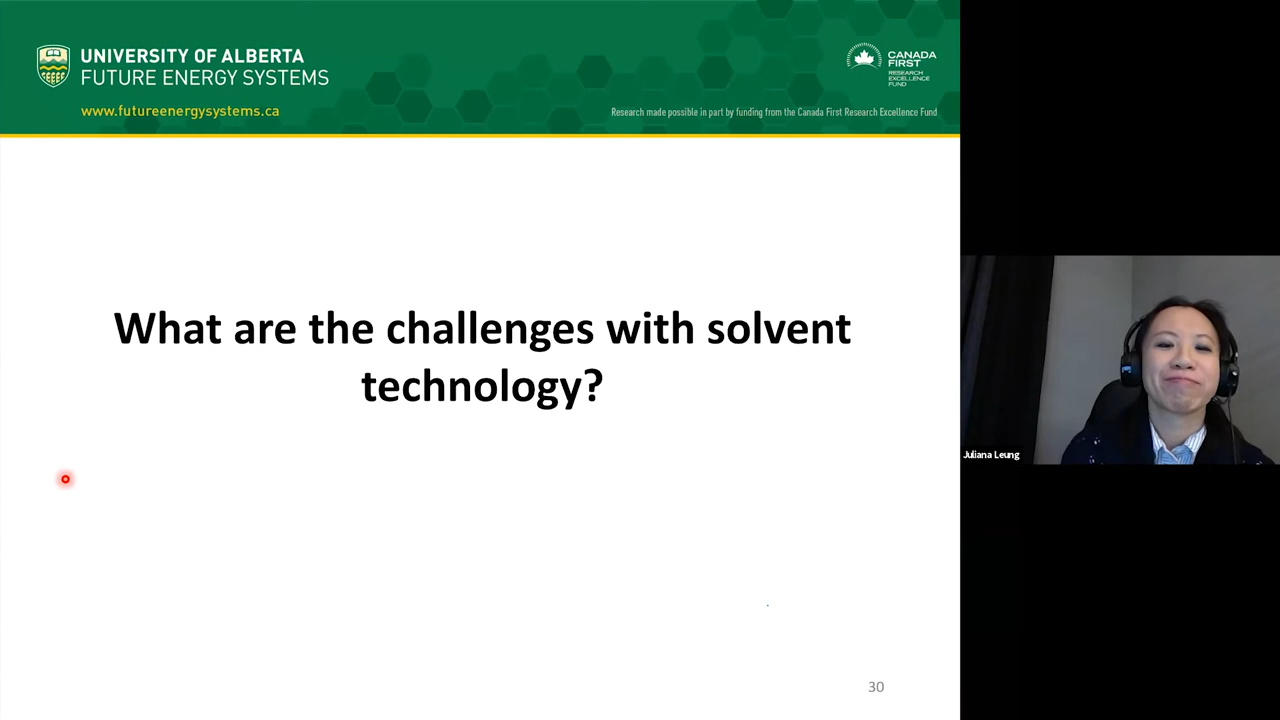 UNIVERSITY OF ALBERTA
FUTURE ENERGY SYSTEMS
www.futureenergysystems.ca
CANADA
FIRST
RESEARCH
EXCELLENCE
FUND
Research made possible in part by funding from the Canada First Research Excellence Fund
What are the challenges with solvent
technology?
Juliana Leung
30